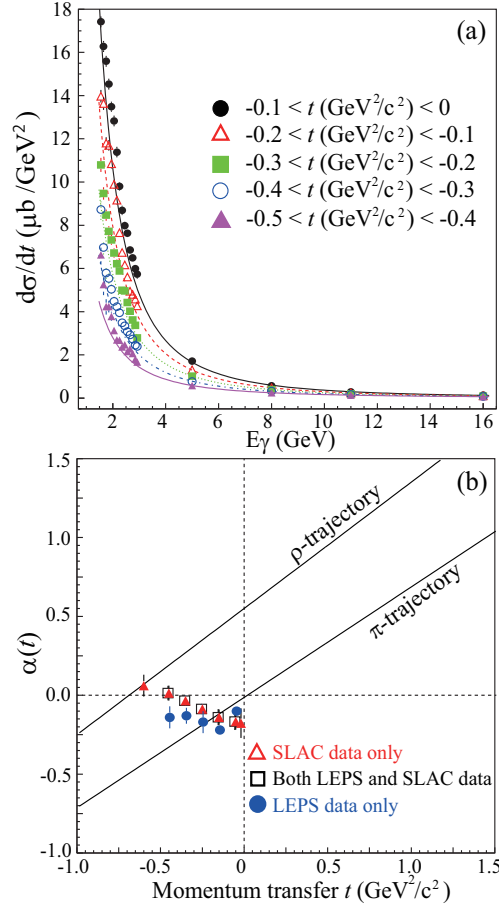 18
16
14
12
10
8
6
4
2
0
dσ/dt (μb/GeV²)
(a)
-0.1 < t (GeV²/c²) < 0
-0.2 < t (GeV²/c²) < -0.1
-0.3 < t (GeV²/c²) < -0.2
-0.4 < t (GeV²/c²) < -0.3
-0.5 < t (GeV²/c²) < -0.4
2 4 6 8 10 12 14 16
Eγ (GeV)
1.5
1.0
0.5
0.0
-0.5
-1.0
α(t)
(b)
ρ-trajectory
π-trajectory
SLAC data only
Both LEPS and SLAC data
LEPS data only
-1.0 -0.5 0 0.5 1.0 1.5
Momentum transfer t (GeV²/c²)